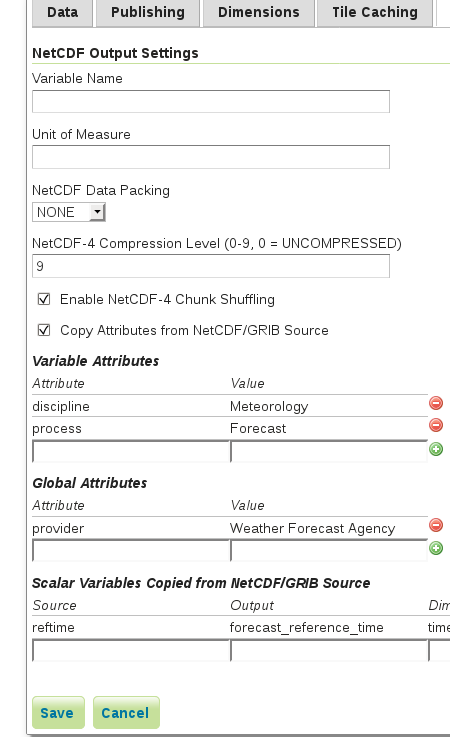 Data Publishing Dimensions Tile Caching
NetCDF Output Settings
Variable Name
Unit of Measure
NetCDF Data Packing
NONE
NetCDF-4 Compression Level (0-9, 0 = UNCOMPRESSED)
9
Enable NetCDF-4 Chunk Shuffling
Copy Attributes from NetCDF/GRIB Source
Variable Attributes
Attribute Value
discipline Meteorology
process Forecast
Global Attributes
Attribute Value
provider Weather Forecast Agency
Scalar Variables Copied from NetCDF/GRIB Source
Source Output Dim
reftime forecast_reference_time time
Save Cancel